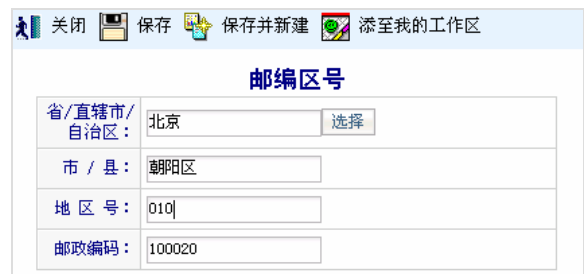 关闭 保存 保存并新建 添至我的工作区
邮编区号
省/直辖市/
自治区： 北京 选择
市 / 县： 朝阳区
地 区 号： 010
邮政编码： 100020